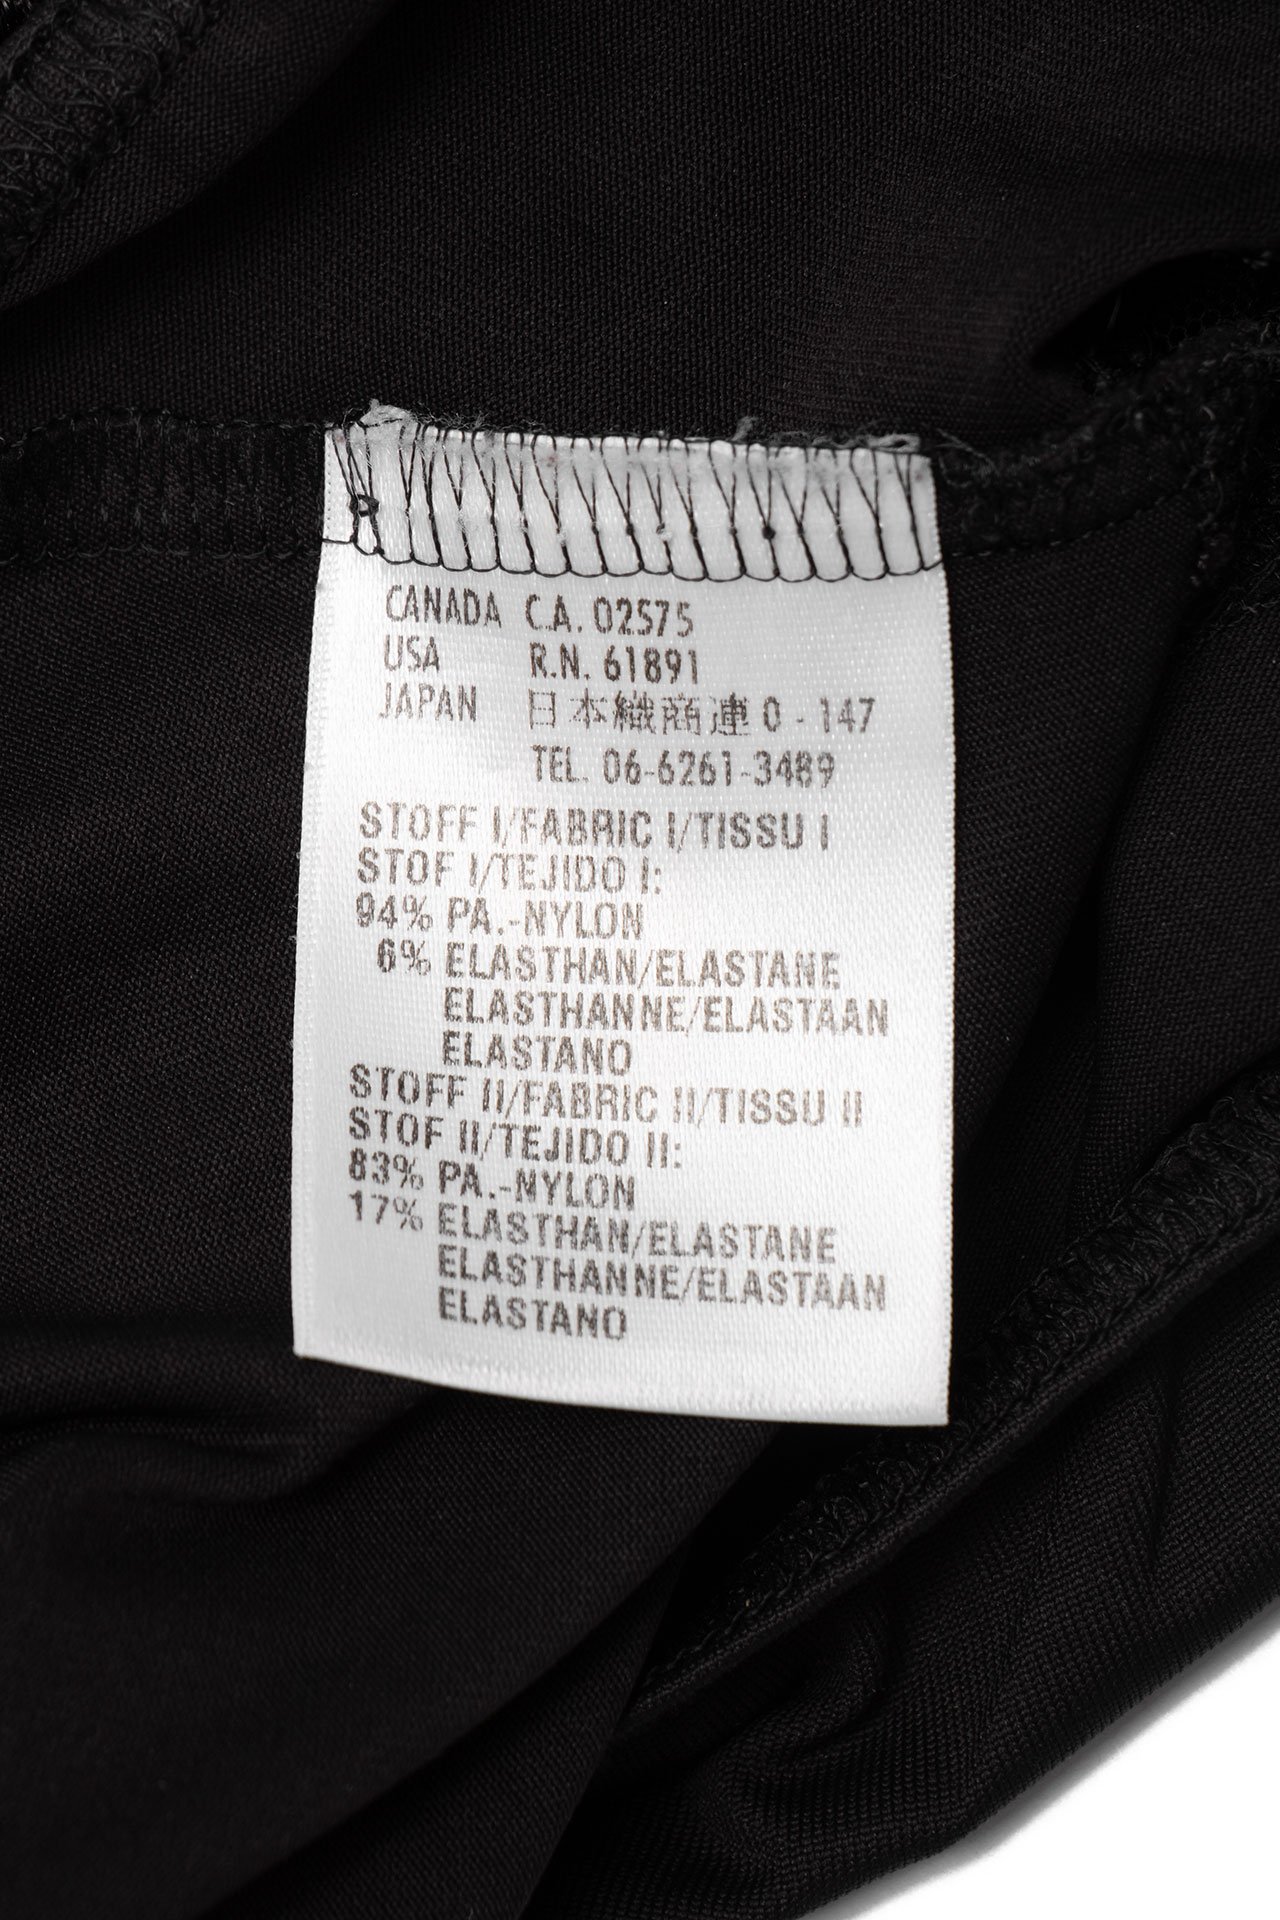 CANADA C.A. 02575
USA R.N. 61891
JAPAN 日本織商連 0 - 147
TEL. 06-6261-3489
STOFF I/FABRIC I/TISSU I
STOF I/TEJIDO I:
94% PA.-NYLON
6% ELASTHAN/ELASTANE
ELASTHANNE/ELASTAAN
ELASTANO
STOFF II/FABRIC II/TISSU II
STOF II/TEJIDO II:
83% PA.-NYLON
17% ELASTHAN/ELASTANE
ELASTHANNE/ELASTAAN
ELASTANO